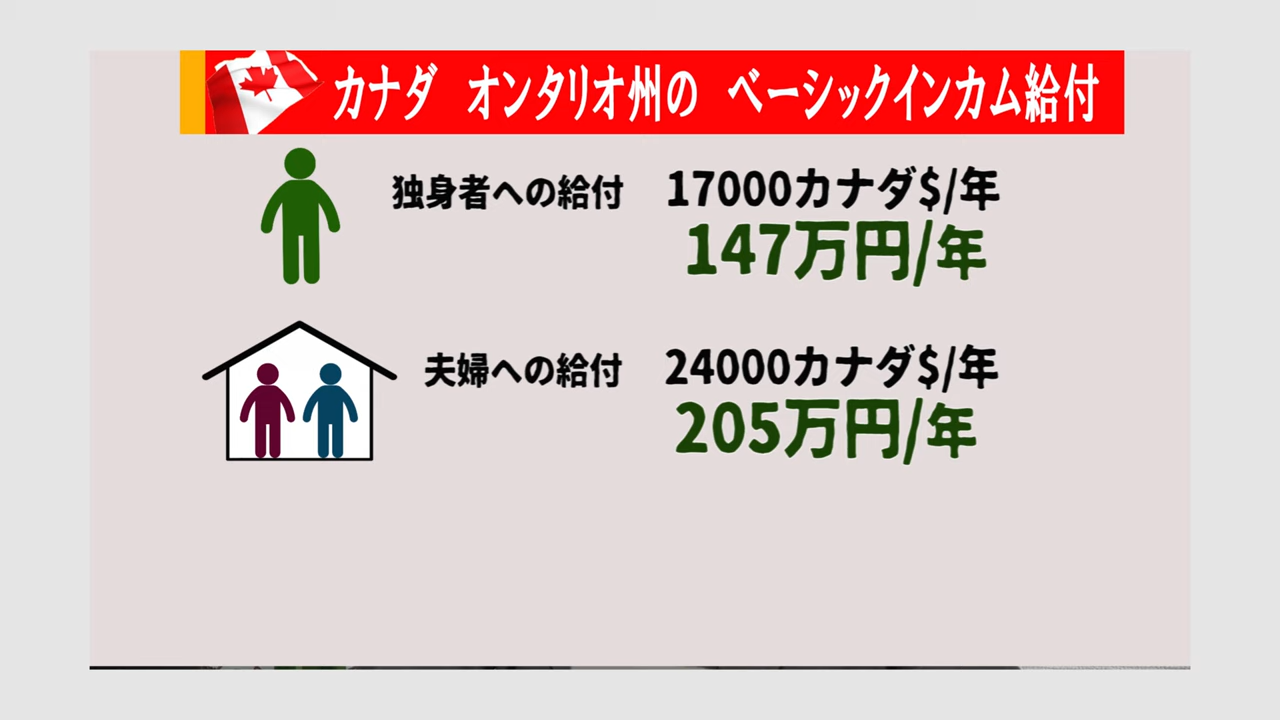 カナダ オンタリオ州の ベーシックインカム給付
独身者への給付 17000カナダ$/年
147万円/年
夫婦への給付 24000カナダ$/年
205万円/年